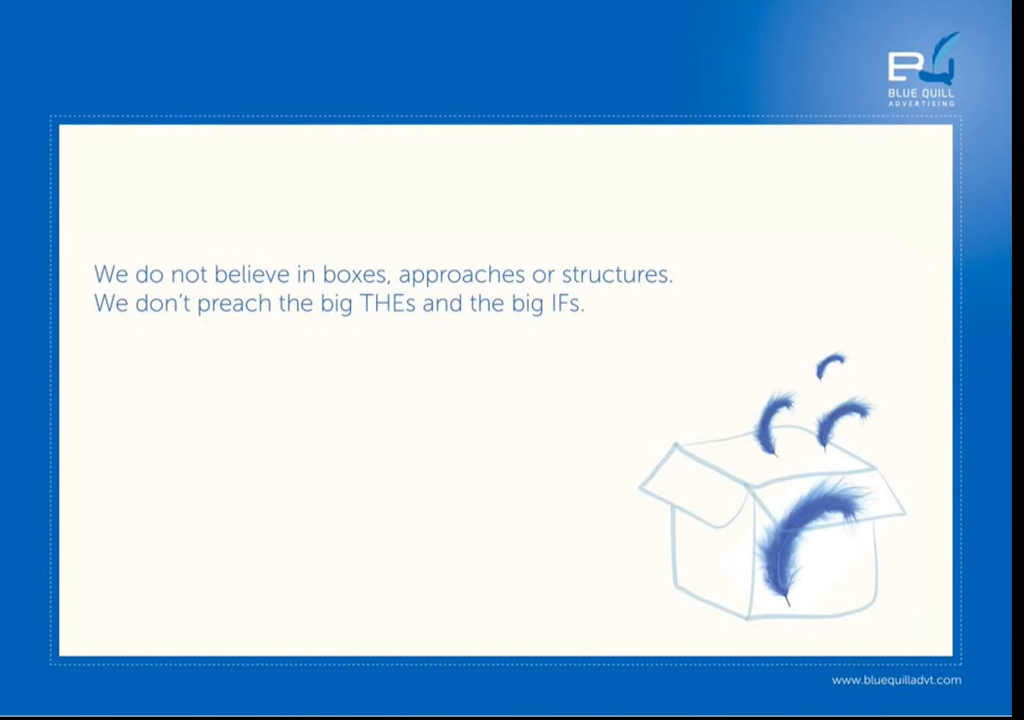 BLUE QUILL
ADVERTISING
We do not believe in boxes, approaches or structures.
We don't preach the big THEs and the big IFs.
www.bluequilladvt.com